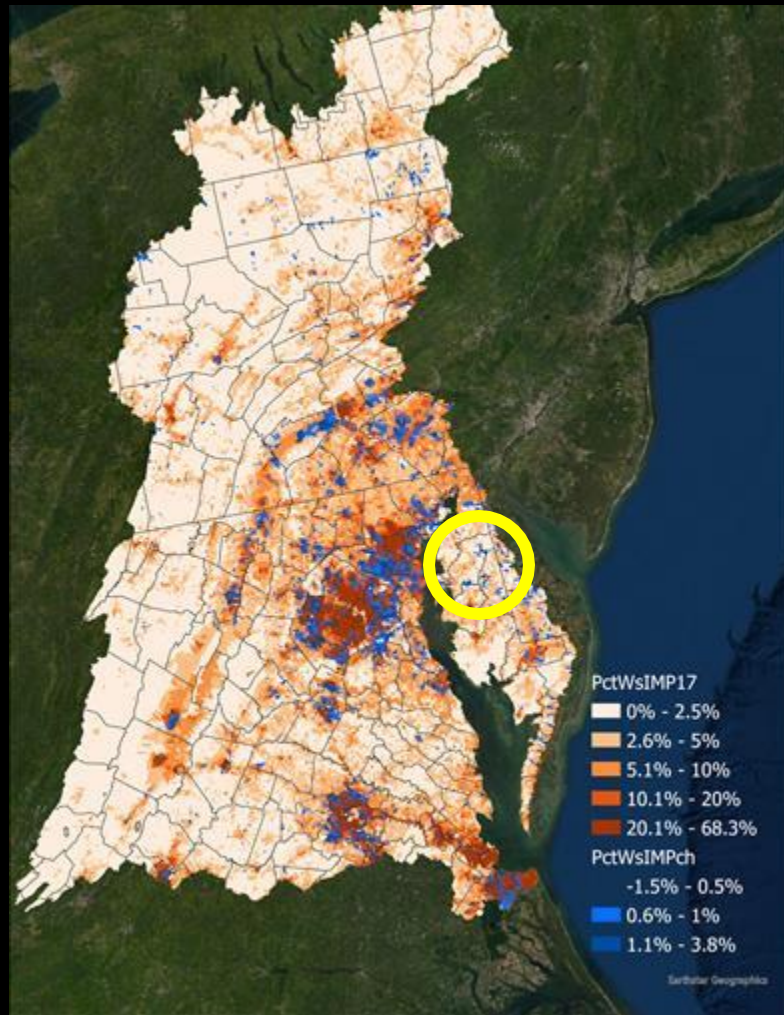 PctWsIMP17
0% - 2.5%
2.6% - 5%
5.1% - 10%
10.1% - 20%
20.1% - 68.3%
PctWsIMPch
-1.5% - 0.5%
0.6% - 1%
1.1% - 3.8%
Earthstar Geographics